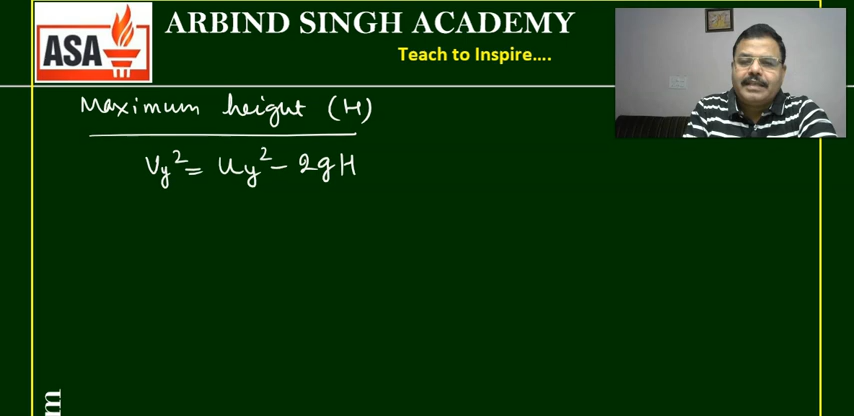 ASA
ARBIND SINGH ACADEMY
Teach to Inspire....
Maximum height (H)
Vy² = uy² - 2gH
m